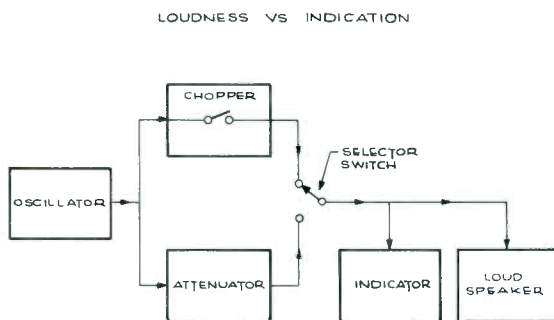 LOUDNESS VS INDICATION
CHOPPER
SELECTOR
SWITCH
OSCILLATOR
ATTENUATOR
INDICATOR
LOUD
SPEAKER